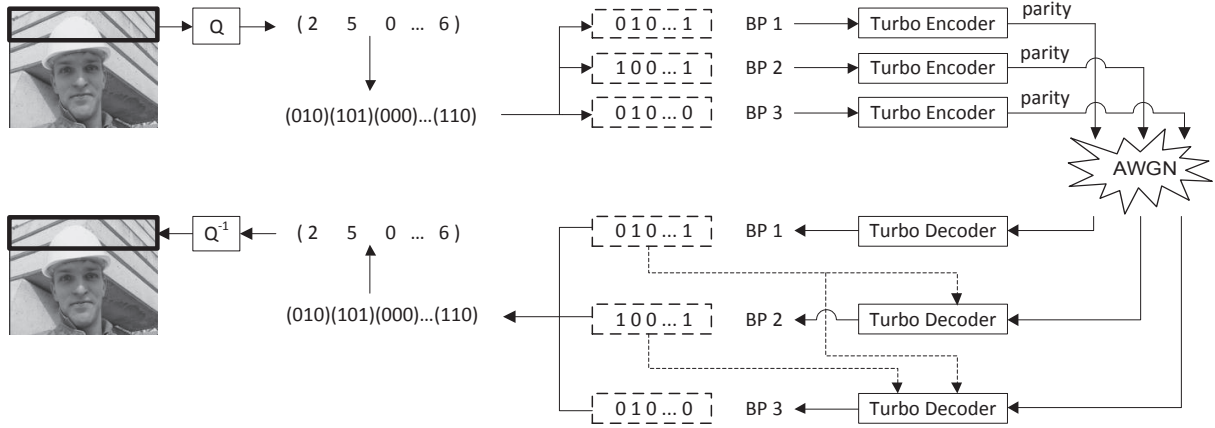 Q
( 2 5 0 ... 6 )
(010)(101)(000)...(110)
0 1 0 ... 1 BP 1 Turbo Encoder parity
1 0 0 ... 1 BP 2 Turbo Encoder parity
0 1 0 ... 0 BP 3 Turbo Encoder parity
AWGN
Q⁻¹
( 2 5 0 ... 6 )
(010)(101)(000)...(110)
0 1 0 ... 1 BP 1 Turbo Decoder
1 0 0 ... 1 BP 2 Turbo Decoder
0 1 0 ... 0 BP 3 Turbo Decoder